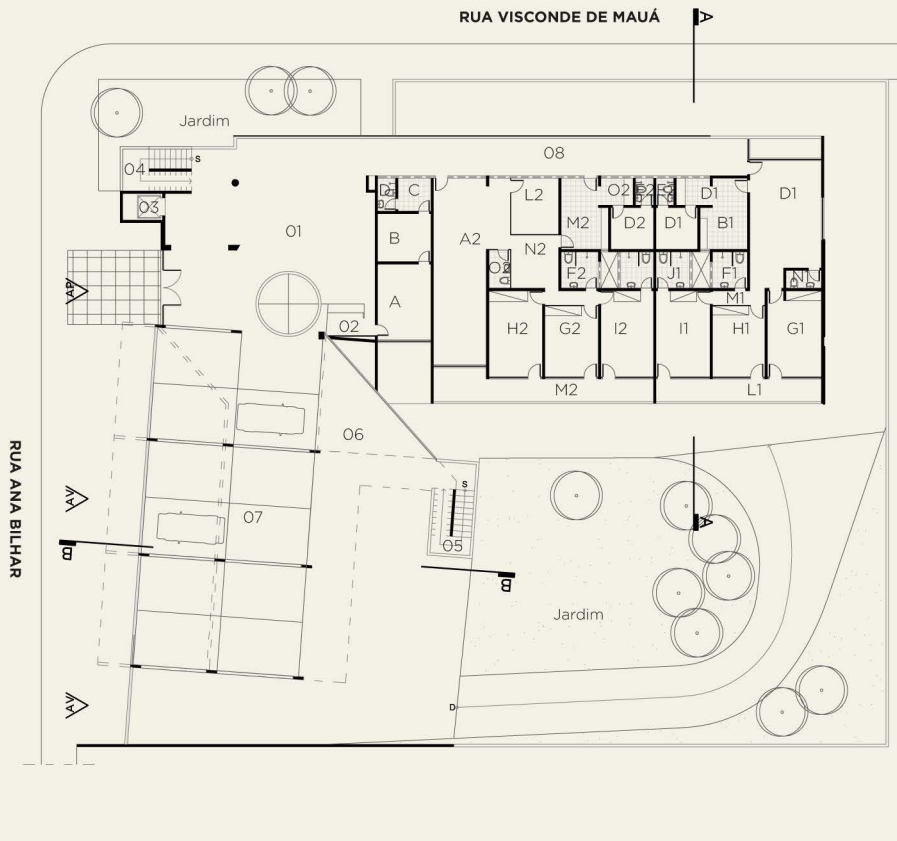 RUA VISCONDE DE MAUÁ
A
Jardim
S
04
08
03
D
C
L2
O2
D1
D1
01
B
A2
M2
D2
D1
B1
N2
O2
F2
J1
F1
N1
AP
A
M1
02
H2
G2
I2
I1
H1
G1
M2
L1
06
RUA ANA BILHAR
S
AV
07
A
05
B
B
Jardim
AV
D